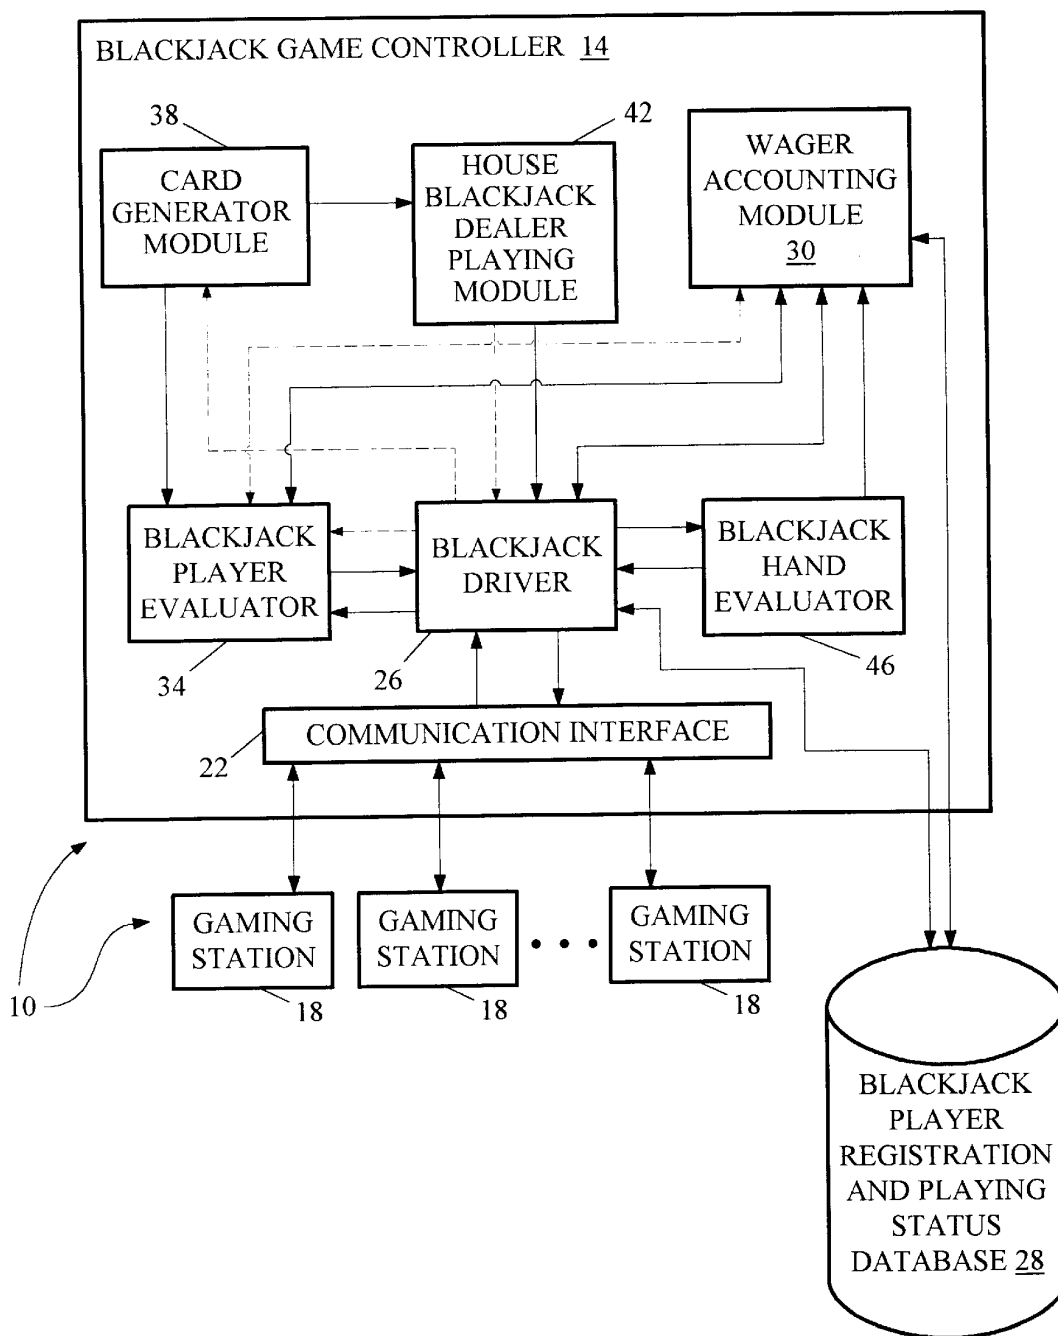 BLACKJACK GAME CONTROLLER 14
38
42
CARD
GENERATOR
MODULE
HOUSE
BLACKJACK
DEALER
PLAYING
MODULE
WAGER
ACCOUNTING
MODULE
30
BLACKJACK
PLAYER
EVALUATOR
BLACKJACK
DRIVER
BLACKJACK
HAND
EVALUATOR
34
26
46
COMMUNICATION INTERFACE
22
GAMING
STATION
GAMING
STATION
GAMING
STATION
10
18
18
18
BLACKJACK
PLAYER
REGISTRATION
AND PLAYING
STATUS
DATABASE 28